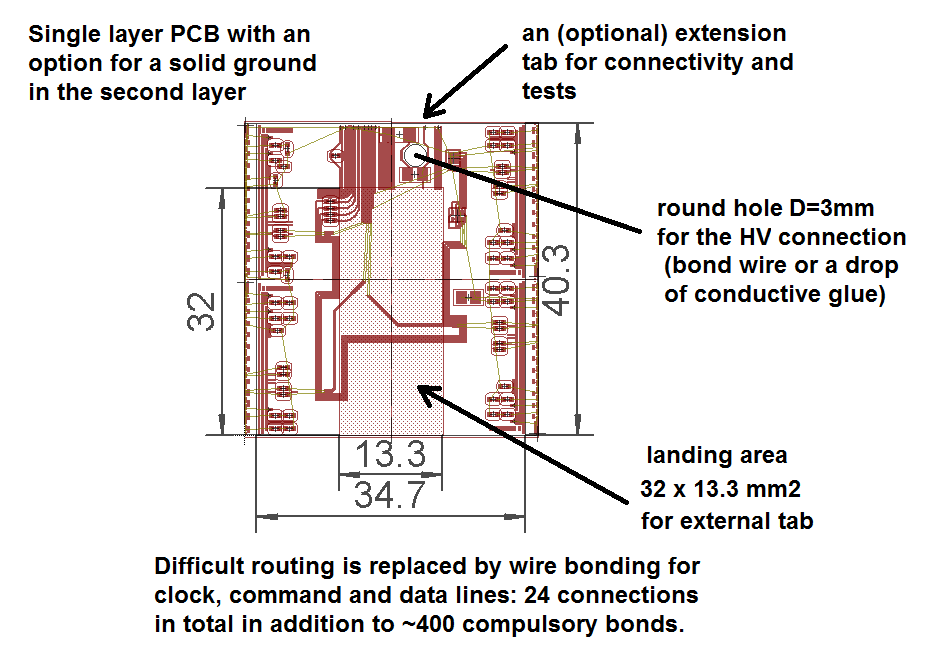 Single layer PCB with an
option for a solid ground
in the second layer
an (optional) extension
tab for connectivity and
tests
round hole D=3mm
for the HV connection
(bond wire or a drop
of conductive glue)
40.3
32
13.3
34.7
landing area
32 x 13.3 mm2
for external tab
Difficult routing is replaced by wire bonding for
clock, command and data lines: 24 connections
in total in addition to ~400 compulsory bonds.